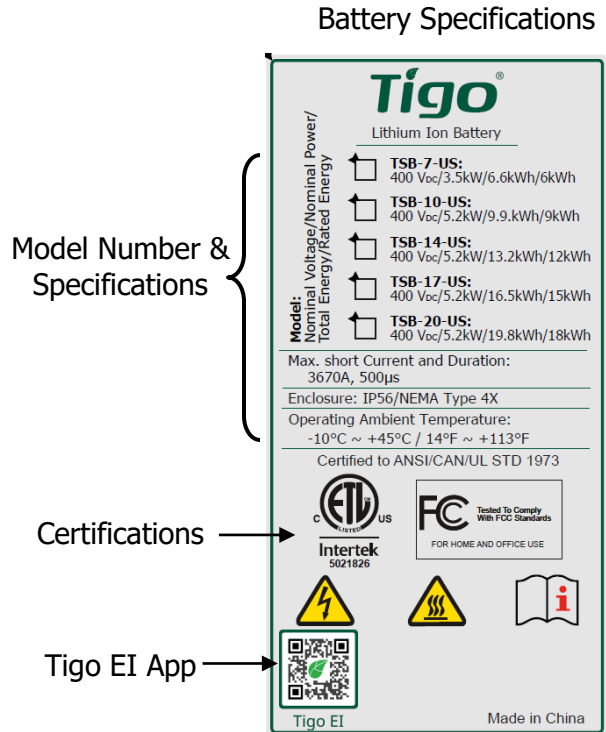 Battery Specifications
Tigo®
Lithium Ion Battery
Model:
Nominal Voltage/Nominal Power/
Total Energy/Rated Energy
TSB-7-US:
400 VDC/3.5kW/6.6kWh/6kWh
TSB-10-US:
400 VDC/5.2kW/9.9.kWh/9kWh
TSB-14-US:
400 VDC/5.2kW/13.2kWh/12kWh
TSB-17-US:
400 VDC/5.2kW/16.5kWh/15kWh
TSB-20-US:
400 VDC/5.2kW/19.8kWh/18kWh
Model Number &
Specifications
Max. short Current and Duration:
3670A, 500µs
Enclosure: IP56/NEMA Type 4X
Operating Ambient Temperature:
-10°C ~ +45°C / 14°F ~ +113°F
Certified to ANSI/CAN/UL STD 1973
Certifications
C ETL US
LISTED
Intertek
5021826
FC Tested To Comply
With FCC Standards
FOR HOME AND OFFICE USE
i
Tigo EI App
Tigo EI
Made in China